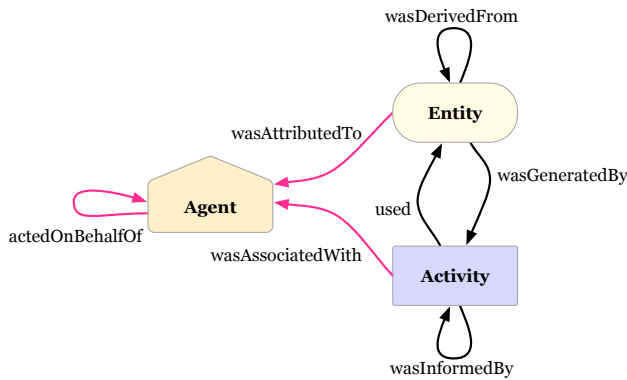 wasDerivedFrom
Entity
wasAttributedTo
wasGeneratedBy
Agent
used
actedOnBehalfOf
wasAssociatedWith
Activity
wasInformedBy